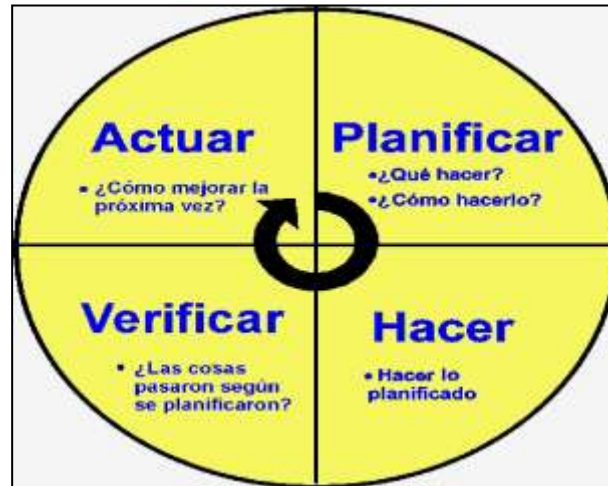 Actuar
• ¿Cómo mejorar la
próxima vez?
Planificar
•¿Qué hacer?
•¿Cómo hacerlo?
Verificar
• ¿Las cosas
pasaron según
se planificaron?
Hacer
• Hacer lo
planificado